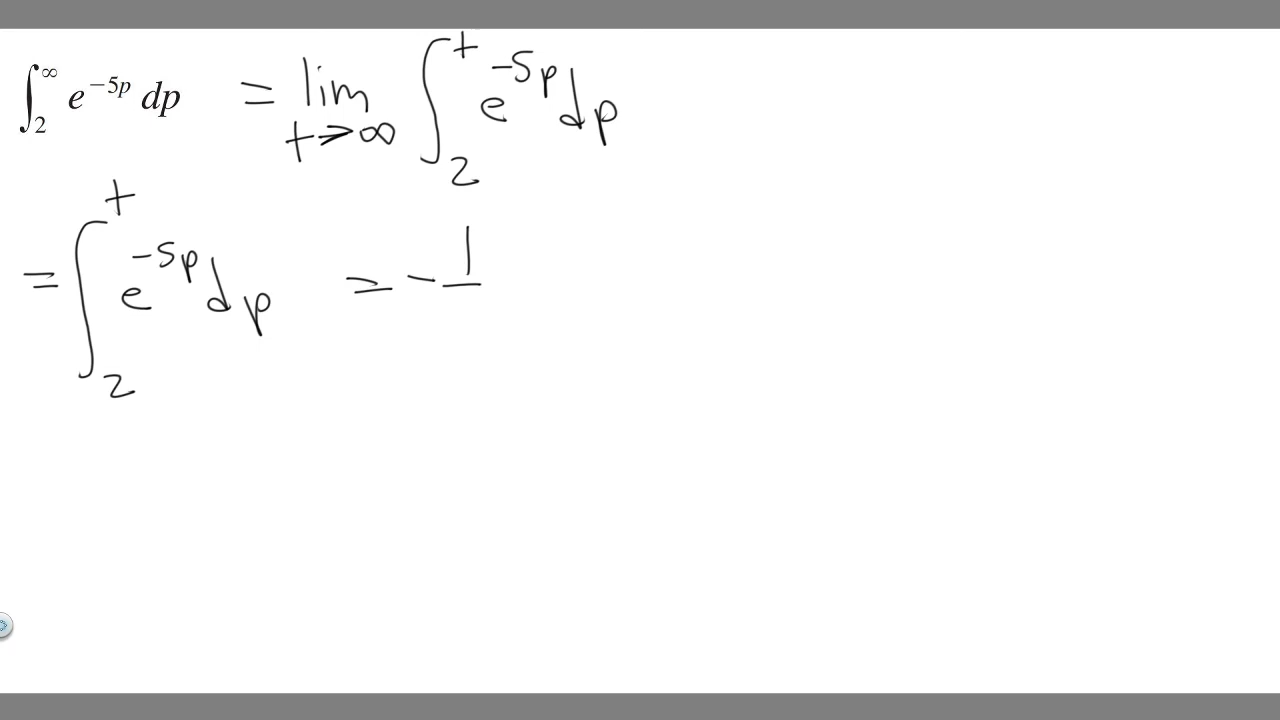 ∫₂^∞ e^{-5p} dp = lim_{t→∞} ∫₂^t e^{-5p} dp
= ∫₂^t e^{-5p} dp = - 1